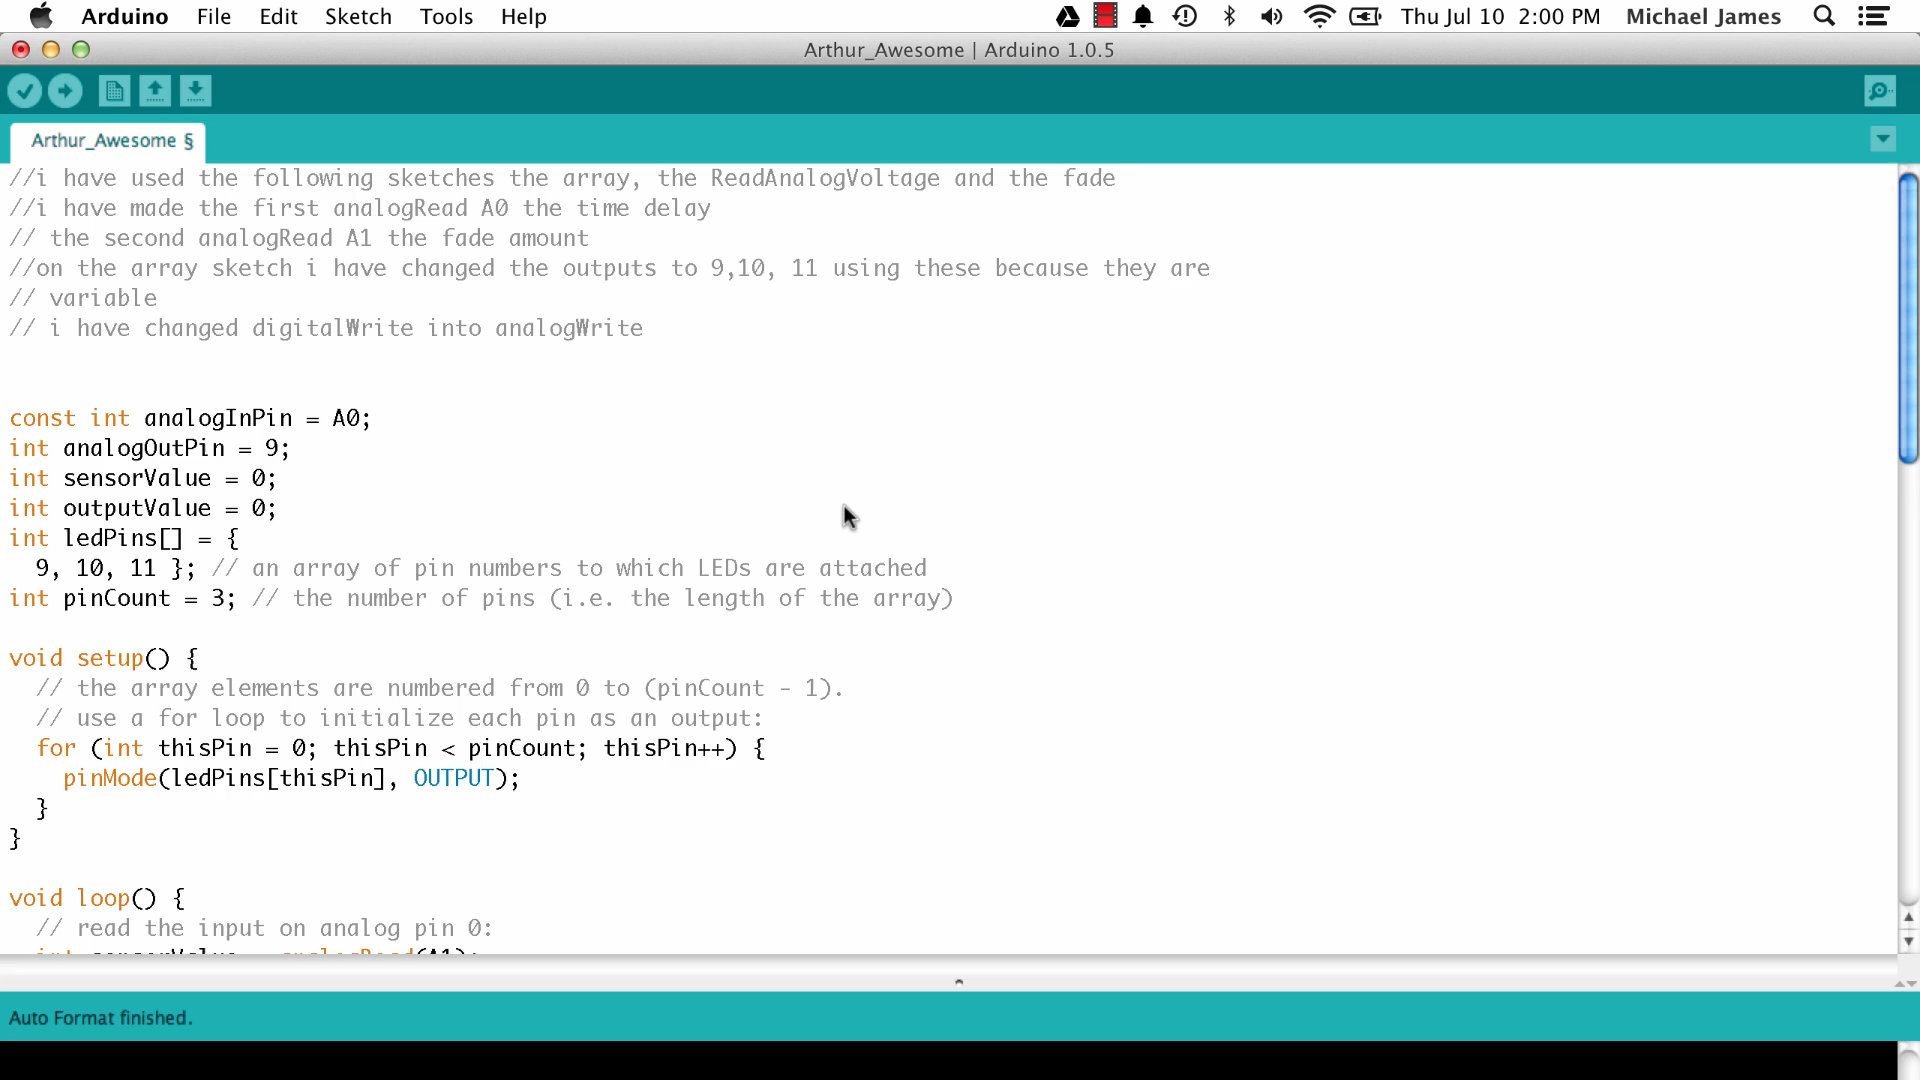 Arduino File Edit Sketch Tools Help Thu Jul 10 2:00 PM Michael James
Arthur_Awesome | Arduino 1.0.5
Arthur_Awesome §
//i have used the following sketches the array, the ReadAnalogVoltage and the fade
//i have made the first analogRead A0 the time delay
// the second analogRead A1 the fade amount
//on the array sketch i have changed the outputs to 9,10, 11 using these because they are
// variable
// i have changed digitalWrite into analogWrite
const int analogInPin = A0;
int analogOutPin = 9;
int sensorValue = 0;
int outputValue = 0;
int ledPins[] = {
9, 10, 11 }; // an array of pin numbers to which LEDs are attached
int pinCount = 3; // the number of pins (i.e. the length of the array)
void setup() {
// the array elements are numbered from 0 to (pinCount - 1).
// use a for loop to initialize each pin as an output:
for (int thisPin = 0; thisPin < pinCount; thisPin++) {
pinMode(ledPins[thisPin], OUTPUT);
}
}
void loop() {
// read the input on analog pin 0:
int sensorValue = analogRead(A1);
Auto Format finished.